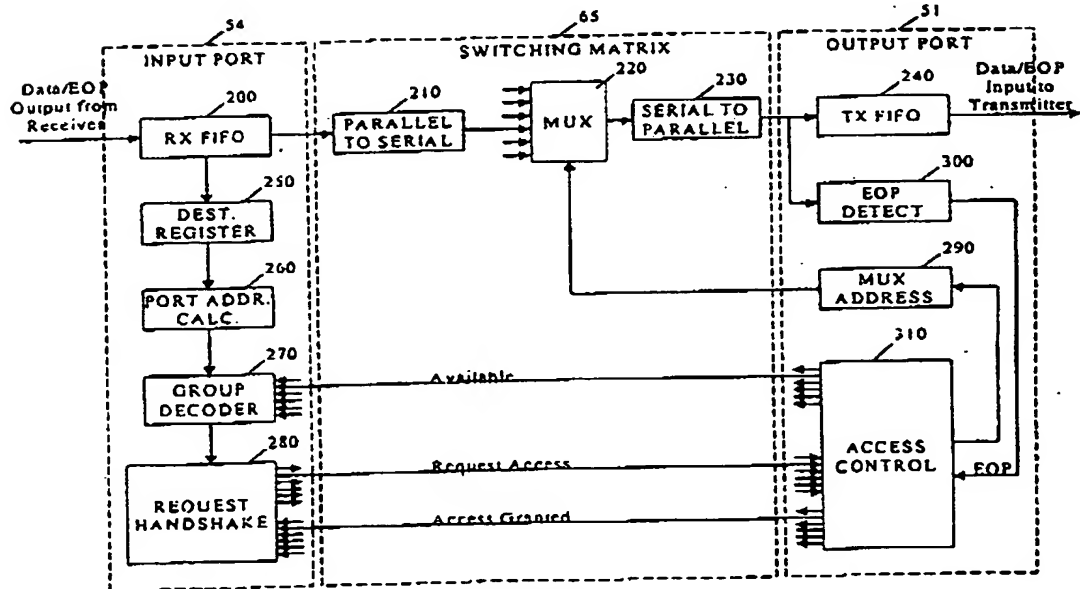 54
65
51
INPUT PORT
SWITCHING MATRIX
OUTPUT PORT
Data/EOP
Output from
Receiver
200
RX FIFO
210
PARALLEL
TO SERIAL
220
MUX
230
SERIAL TO
PARALLEL
240
TX FIFO
Data/EOP
Input to
Transmitter
250
DEST.
REGISTER
300
EOP
DETECT
260
PORT ADDR.
CALC.
290
MUX
ADDRESS
270
GROUP
DECODER
Available
310
ACCESS
CONTROL
EOP
280
REQUEST
HANDSHAKE
Request Access
Access Granted